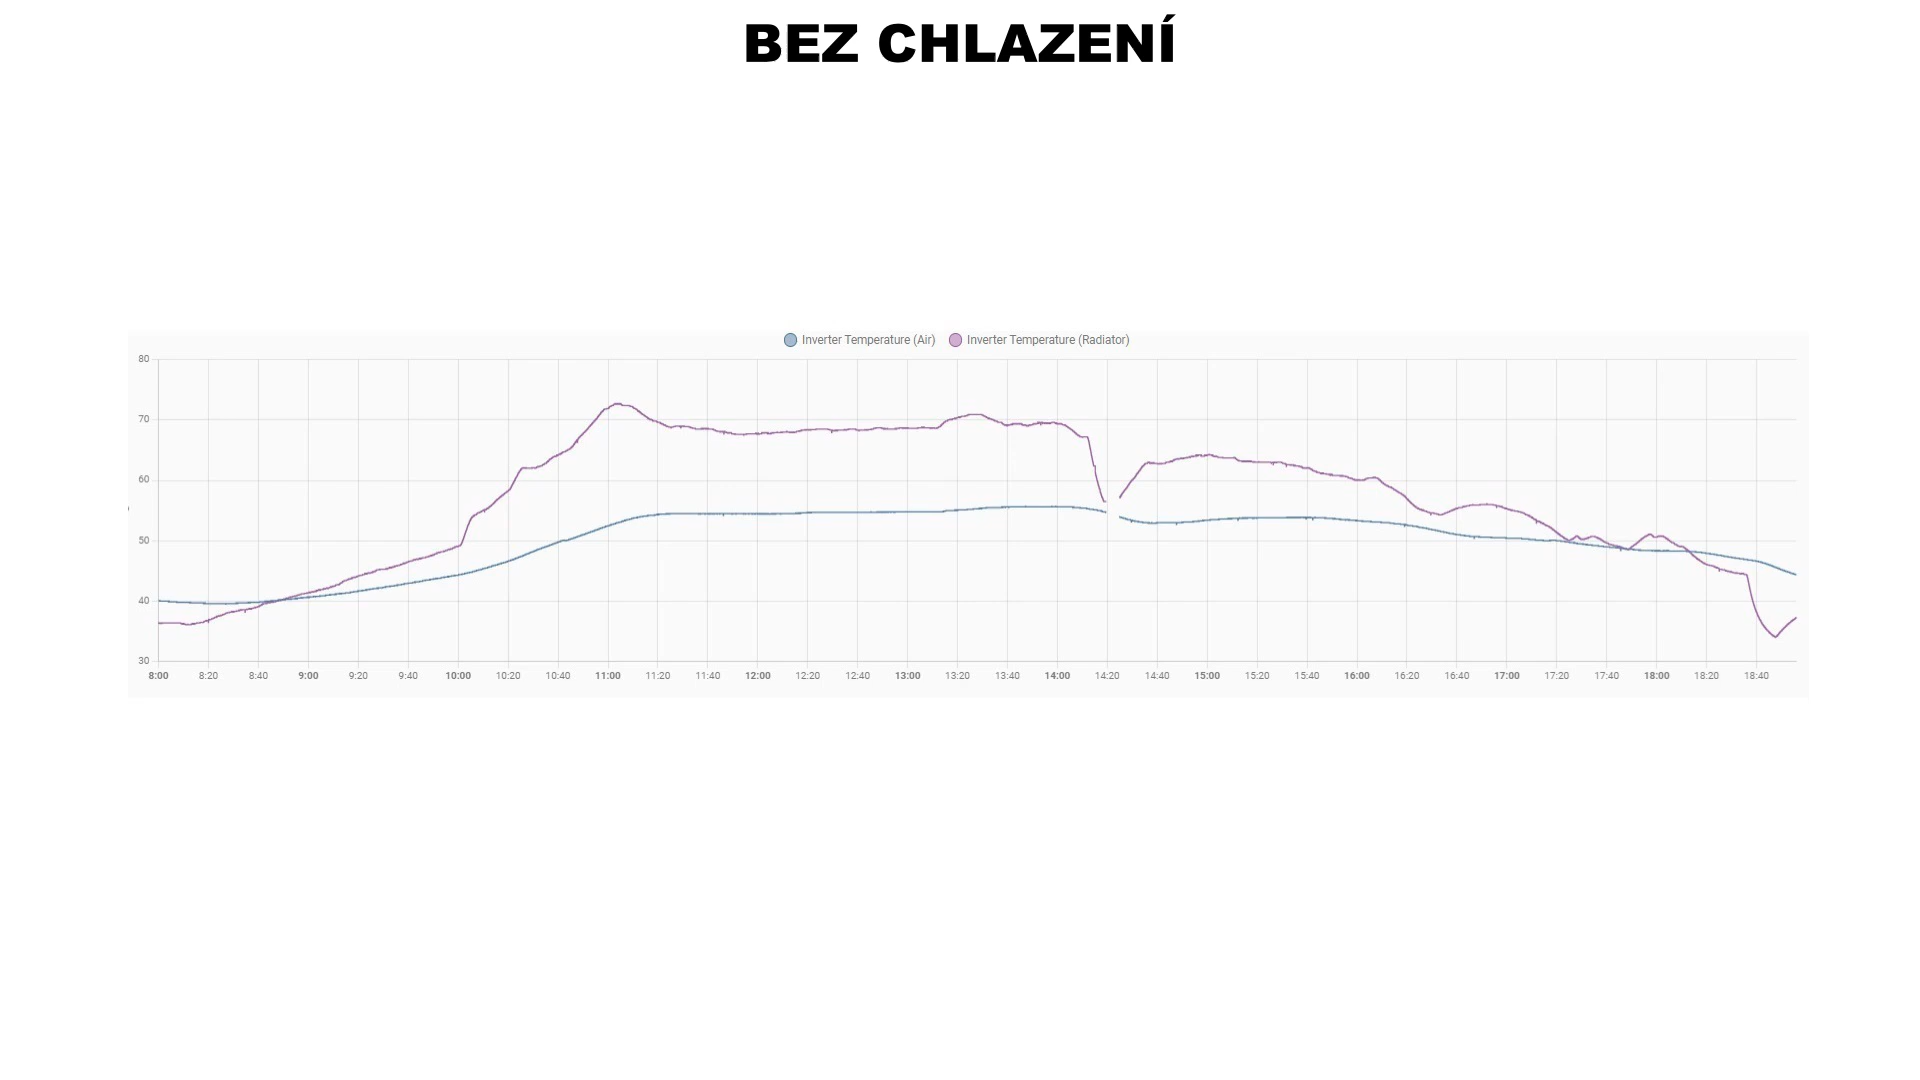 BEZ CHLAZENÍ
Inverter Temperature (Air) Inverter Temperature (Radiator)
80
70
60
50
40
30
8:00 8:20 8:40 9:00 9:20 9:40 10:00 10:20 10:40 11:00 11:20 11:40 12:00 12:20 12:40 13:00 13:20 13:40 14:00 14:20 14:40 15:00 15:20 15:40 16:00 16:20 16:40 17:00 17:20 17:40 18:00 18:20 18:40